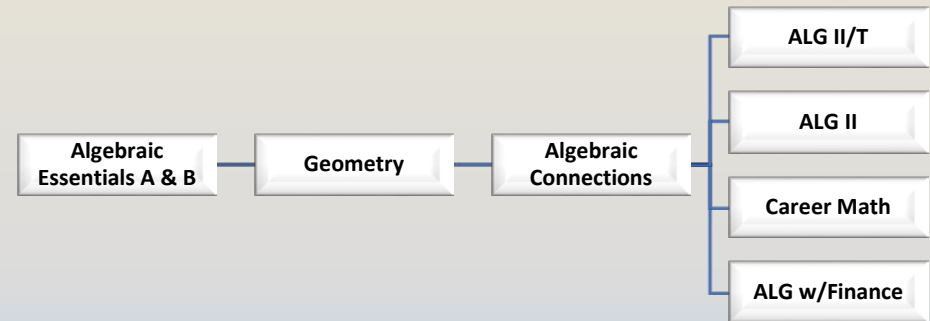 Algebraic
Essentials A & B
Geometry
Algebraic
Connections
ALG II/T
ALG II
Career Math
ALG w/Finance